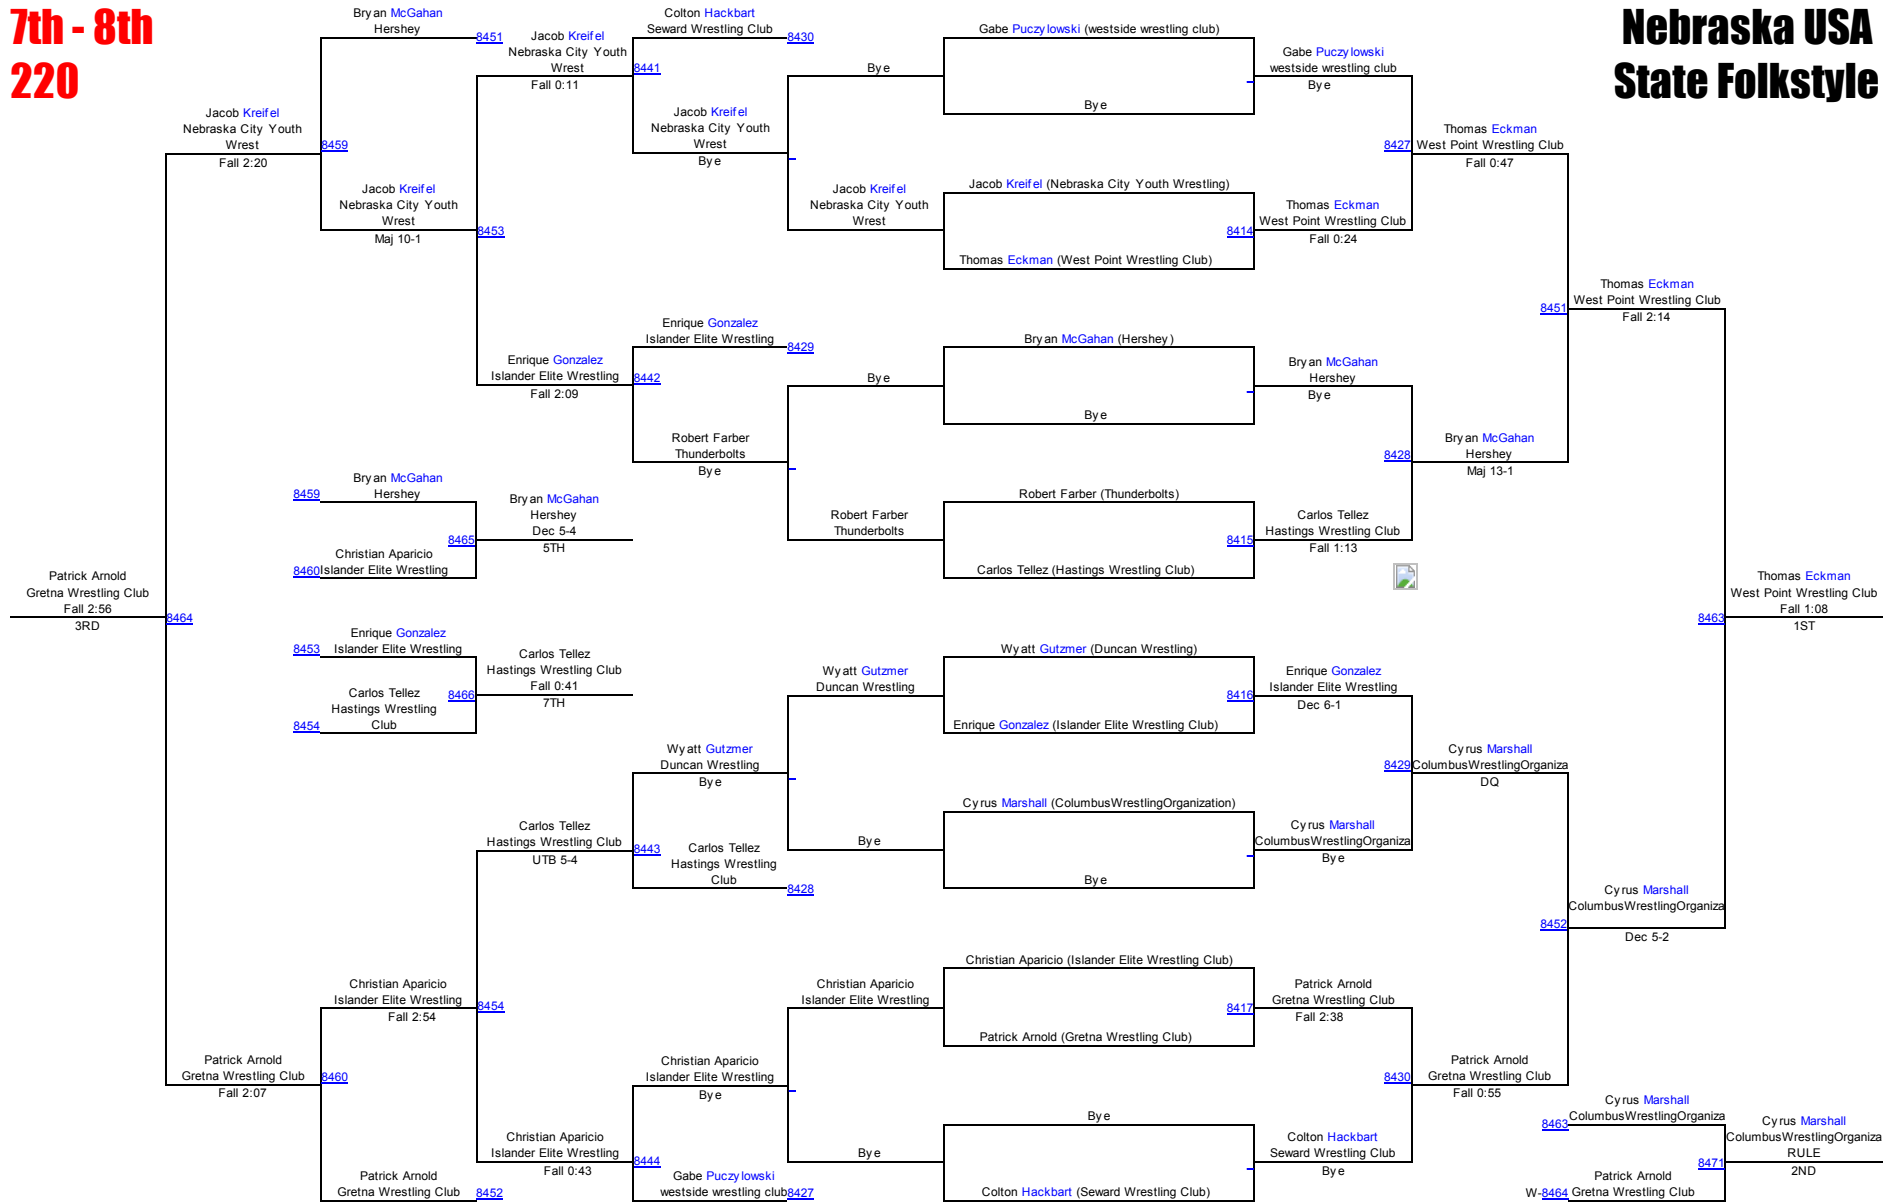 7th - 8th
220
Nebraska USA
State Folkstyle
Bryan McGahan
Hershey
8451
Jacob Kreifel
Nebraska City Youth
Wrest
Fall 0:11
Colton Hackbart
Seward Wrestling Club
8430
8441
Jacob Kreifel
Nebraska City Youth
Wrest
Bye
Bye
Gabe Puczylowski (westside wrestling club)
Bye
Gabe Puczylowski
westside wrestling club
Bye
Jacob Kreifel
Nebraska City Youth
Wrest
Fall 2:20
8459
Jacob Kreifel
Nebraska City Youth
Wrest
Maj 10-1
8453
Jacob Kreifel
Nebraska City Youth
Wrest
Jacob Kreifel (Nebraska City Youth Wrestling)
8414
Thomas Eckman (West Point Wrestling Club)
Thomas Eckman
West Point Wrestling Club
Fall 0:24
8427
Thomas Eckman
West Point Wrestling Club
Fall 0:47
Thomas Eckman
West Point Wrestling Club
Fall 2:14
8451
Enrique Gonzalez
Islander Elite Wrestling
8429
Enrique Gonzalez
Islander Elite Wrestling
Fall 2:09
8442
Bye
Bryan McGahan (Hershey)
Bye
Bryan McGahan
Hershey
Bye
Robert Farber
Thunderbolts
Bye
8428
Bryan McGahan
Hershey
Maj 13-1
8459
Bryan McGahan
Hershey
Bryan McGahan
Hershey
Dec 5-4
5TH
8465
Christian Aparicio
8460
Islander Elite Wrestling
Robert Farber
Thunderbolts
Robert Farber (Thunderbolts)
8415
Carlos Tellez (Hastings Wrestling Club)
Carlos Tellez
Hastings Wrestling Club
Fall 1:13
Patrick Arnold
Gretna Wrestling Club
Fall 2:56
3RD
8464
8453
Enrique Gonzalez
Islander Elite Wrestling
Carlos Tellez
Hastings Wrestling Club
Fall 0:41
7TH
8466
Carlos Tellez
Hastings Wrestling
Club
8454
Thomas Eckman
West Point Wrestling Club
Fall 1:08
1ST
8463
Wyatt Gutzmer
Duncan Wrestling
Wyatt Gutzmer (Duncan Wrestling)
8416
Enrique Gonzalez (Islander Elite Wrestling Club)
Enrique Gonzalez
Islander Elite Wrestling
Dec 6-1
Wyatt Gutzmer
Duncan Wrestling
Bye
8429
Cyrus Marshall
ColumbusWrestlingOrganiza
DQ
Carlos Tellez
Hastings Wrestling Club
UTB 5-4
8443
Carlos Tellez
Hastings Wrestling
Club
8428
Bye
Cyrus Marshall (ColumbusWrestlingOrganization)
Bye
Cyrus Marshall
ColumbusWrestlingOrganiza
Bye
Cyrus Marshall
ColumbusWrestlingOrganiza
Dec 5-2
8452
Christian Aparicio
Islander Elite Wrestling
Fall 2:54
8454
Christian Aparicio
Islander Elite Wrestling
Christian Aparicio (Islander Elite Wrestling Club)
8417
Patrick Arnold (Gretna Wrestling Club)
Patrick Arnold
Gretna Wrestling Club
Fall 2:38
Patrick Arnold
Gretna Wrestling Club
Fall 2:07
8460
Christian Aparicio
Islander Elite Wrestling
Bye
8430
Patrick Arnold
Gretna Wrestling Club
Fall 0:55
Christian Aparicio
Islander Elite Wrestling
Fall 0:43
8444
Bye
Bye
Colton Hackbart (Seward Wrestling Club)
Colton Hackbart
Seward Wrestling Club
Bye
Patrick Arnold
Gretna Wrestling Club
8452
Gabe Puczylowski
westside wrestling club
8427
Cyrus Marshall
ColumbusWrestlingOrganiza
8463
Cyrus Marshall
ColumbusWrestlingOrganiza
RULE
2ND
8471
Patrick Arnold
W-8464
Gretna Wrestling Club